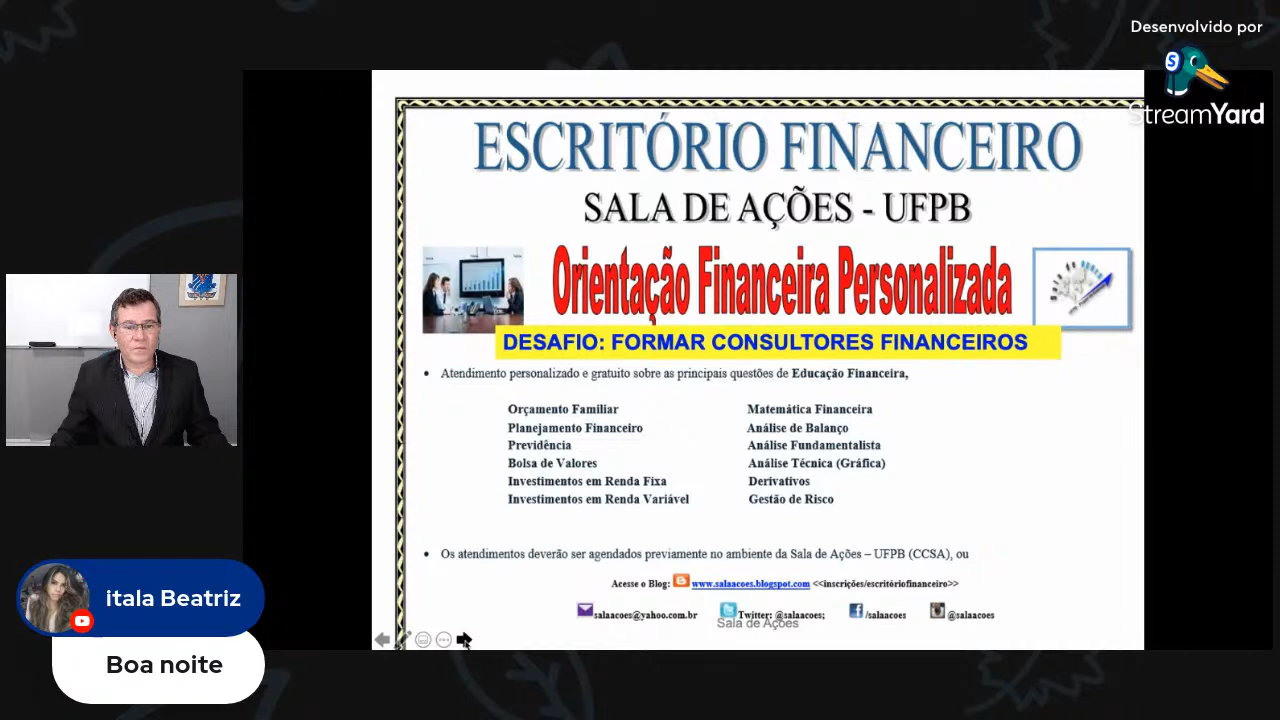 Desenvolvido por
StreamYard
ESCRITÓRIO FINANCEIRO
SALA DE AÇÕES - UFPB
Orientação Financeira Personalizada
DESAFIO: FORMAR CONSULTORES FINANCEIROS
• Atendimento personalizado e gratuito sobre as principais questões de Educação Financeira,
Orçamento Familiar
Planejamento Financeiro
Previdência
Bolsa de Valores
Investimentos em Renda Fixa
Investimentos em Renda Variável
Matemática Financeira
Análise de Balanço
Análise Fundamentalista
Análise Técnica (Gráfica)
Derivativos
Gestão de Risco
• Os atendimentos deverão ser agendados previamente no ambiente da Sala de Ações – UFPB (CCSA), ou
Acesse o Blog: www.salaacoes.blogspot.com <<inscrições/escritóriofinanceiro>>
salaacoes@yahoo.com.br Twitter: @salaacoes; /salaacoes @salaacoes
Sala de Ações
itala Beatriz
Boa noite